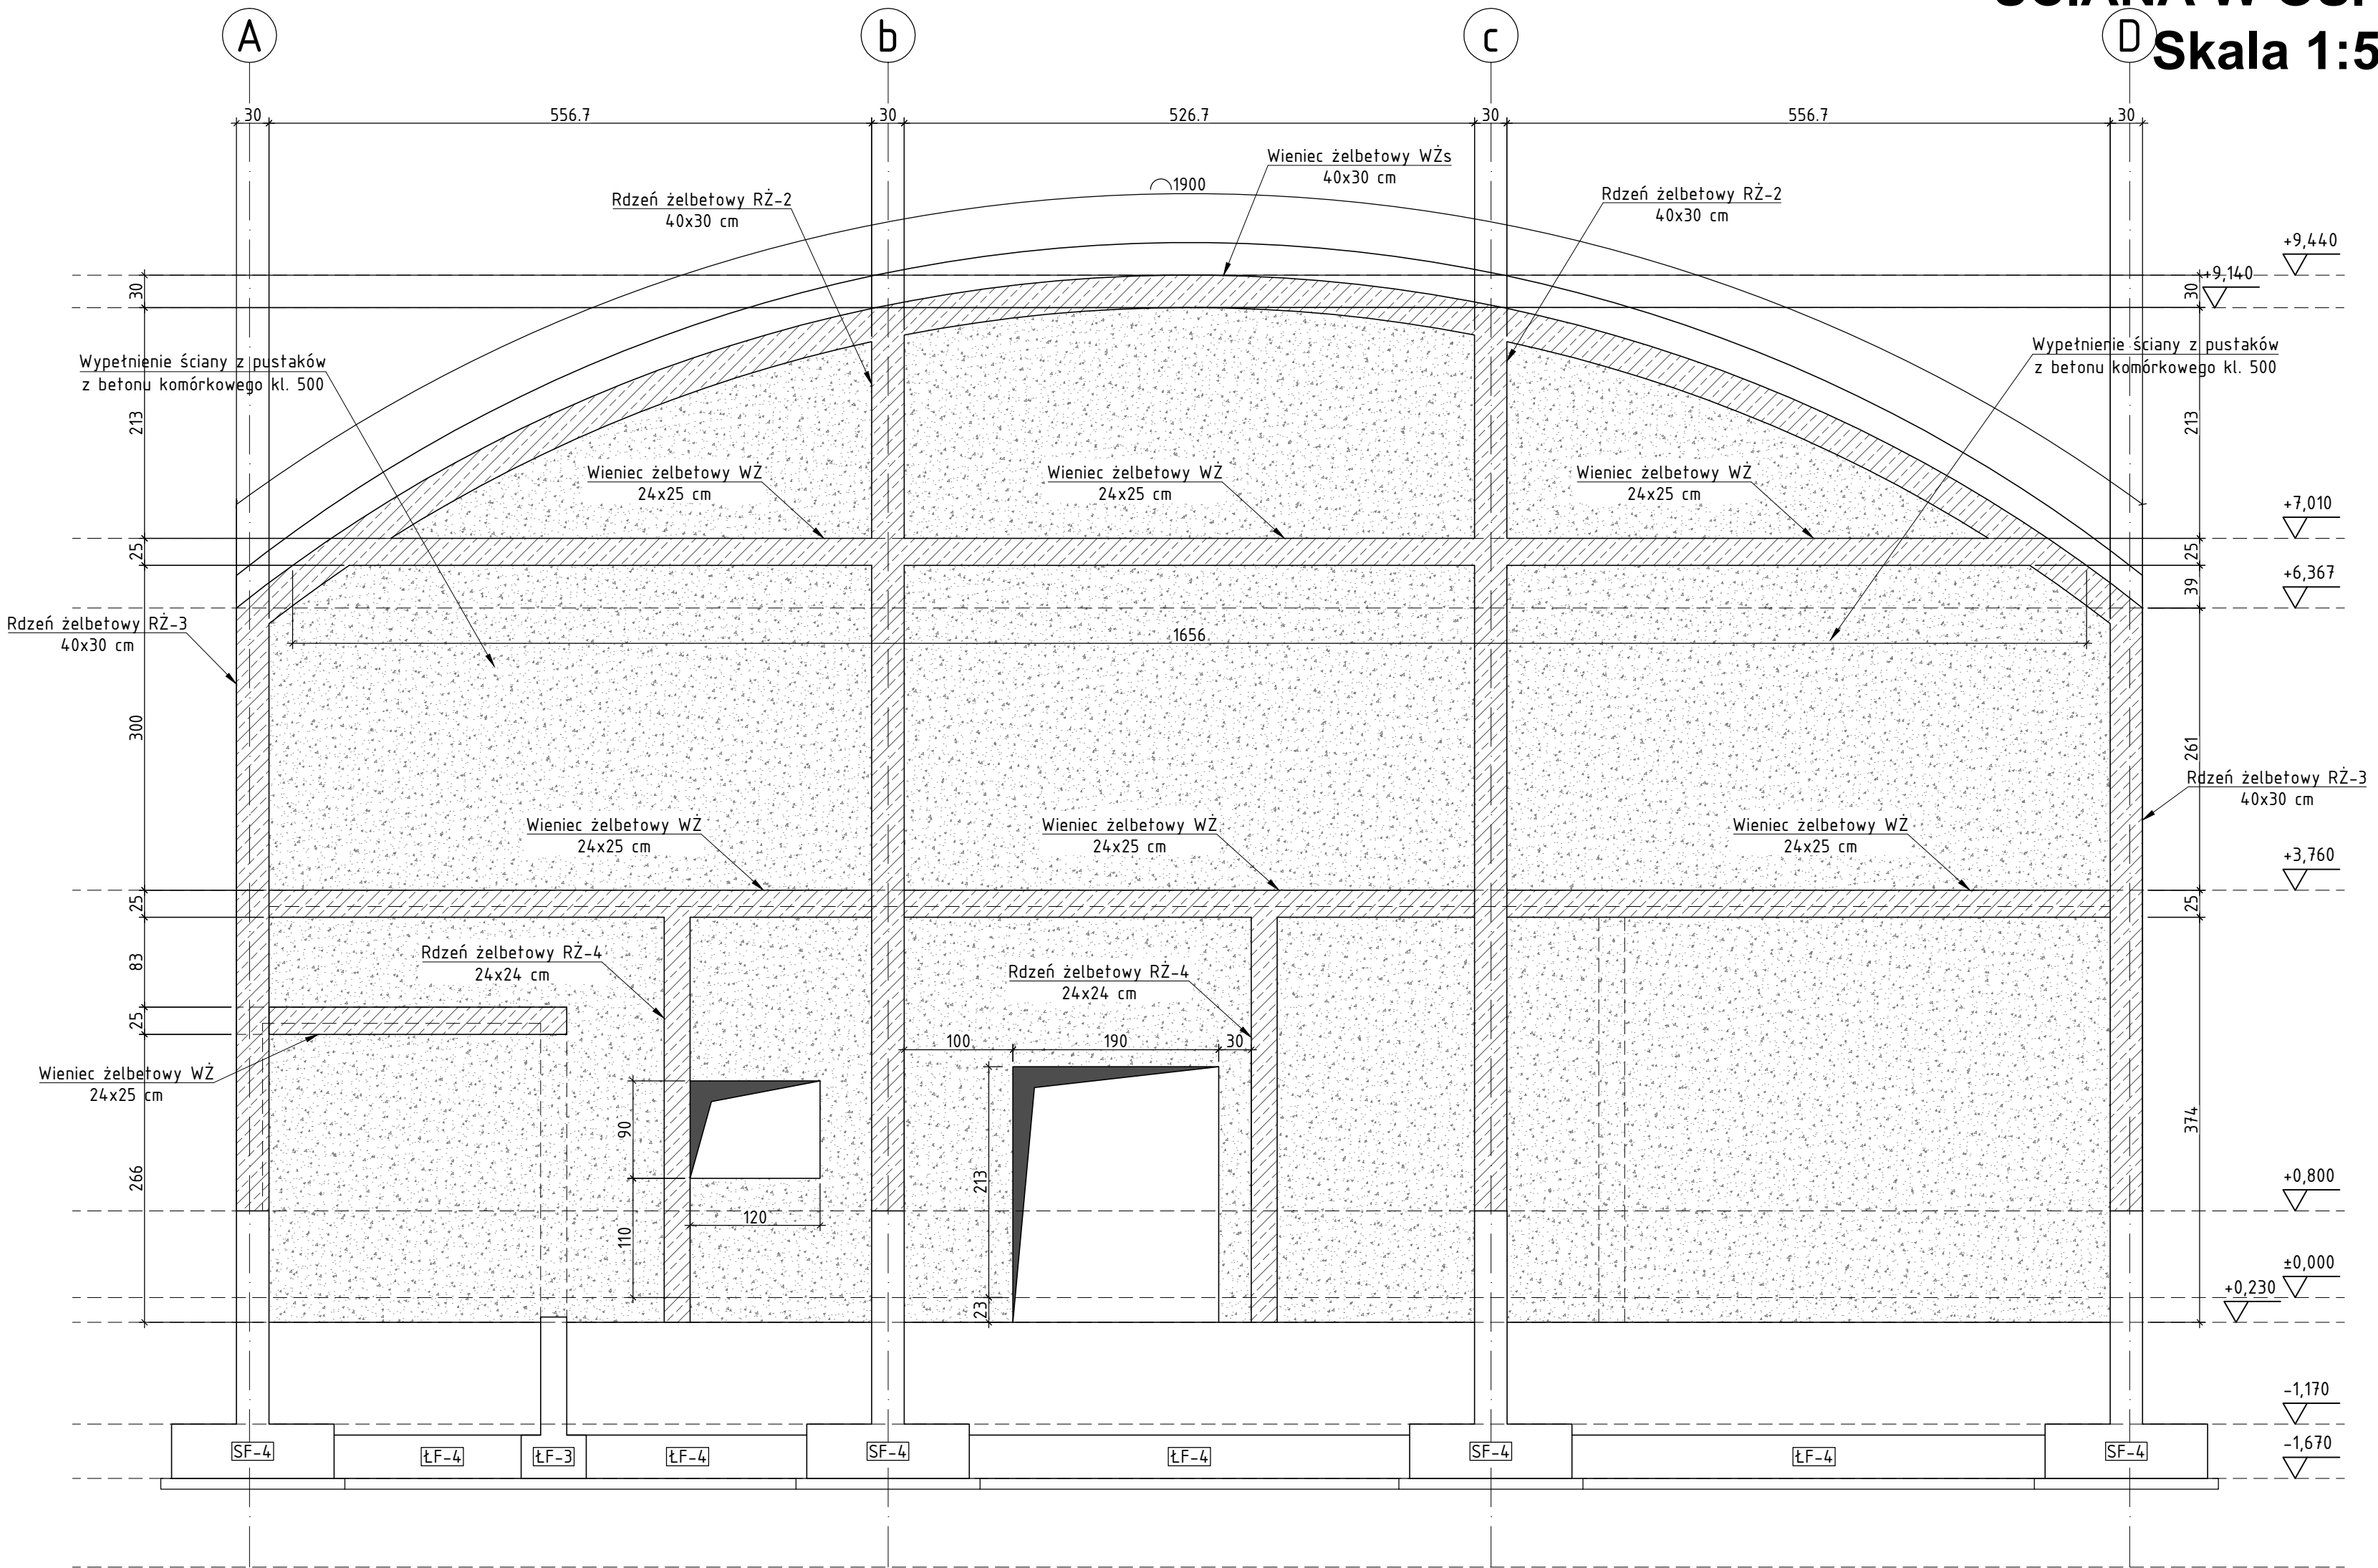 A
b
c
D
Skala 1:5
30
556.7
30
526.7
30
556.7
30
Wieniec żelbetowy WŻs
40x30 cm
1900
Rdzeń żelbetowy RŻ-2
40x30 cm
Rdzeń żelbetowy RŻ-2
40x30 cm
+9,440
+9,140
30
30
Wypełnienie ściany z pustaków
z betonu komórkowego kl. 500
Wypełnienie ściany z pustaków
z betonu komórkowego kl. 500
213
213
Wieniec żelbetowy WŻ
24x25 cm
Wieniec żelbetowy WŻ
24x25 cm
Wieniec żelbetowy WŻ
24x25 cm
+7,010
25
25
+6,367
39
Rdzeń żelbetowy RŻ-3
40x30 cm
1656
300
261
Rdzeń żelbetowy RŻ-3
40x30 cm
Wieniec żelbetowy WŻ
24x25 cm
Wieniec żelbetowy WŻ
24x25 cm
Wieniec żelbetowy WŻ
24x25 cm
+3,760
25
25
83
Rdzeń żelbetowy RŻ-4
24x24 cm
Rdzeń żelbetowy RŻ-4
24x24 cm
25
100
190
30
Wieniec żelbetowy WŻ
24x25 cm
90
374
266
213
+0,800
120
110
±0,000
+0,230
23
-1,170
-1,670
SF-4
ŁF-4
ŁF-3
ŁF-4
SF-4
ŁF-4
SF-4
ŁF-4
SF-4